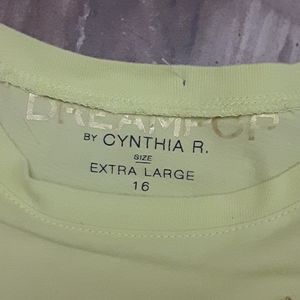 DREAMPOP
BY CYNTHIA R.
SIZE
EXTRA LARGE
16